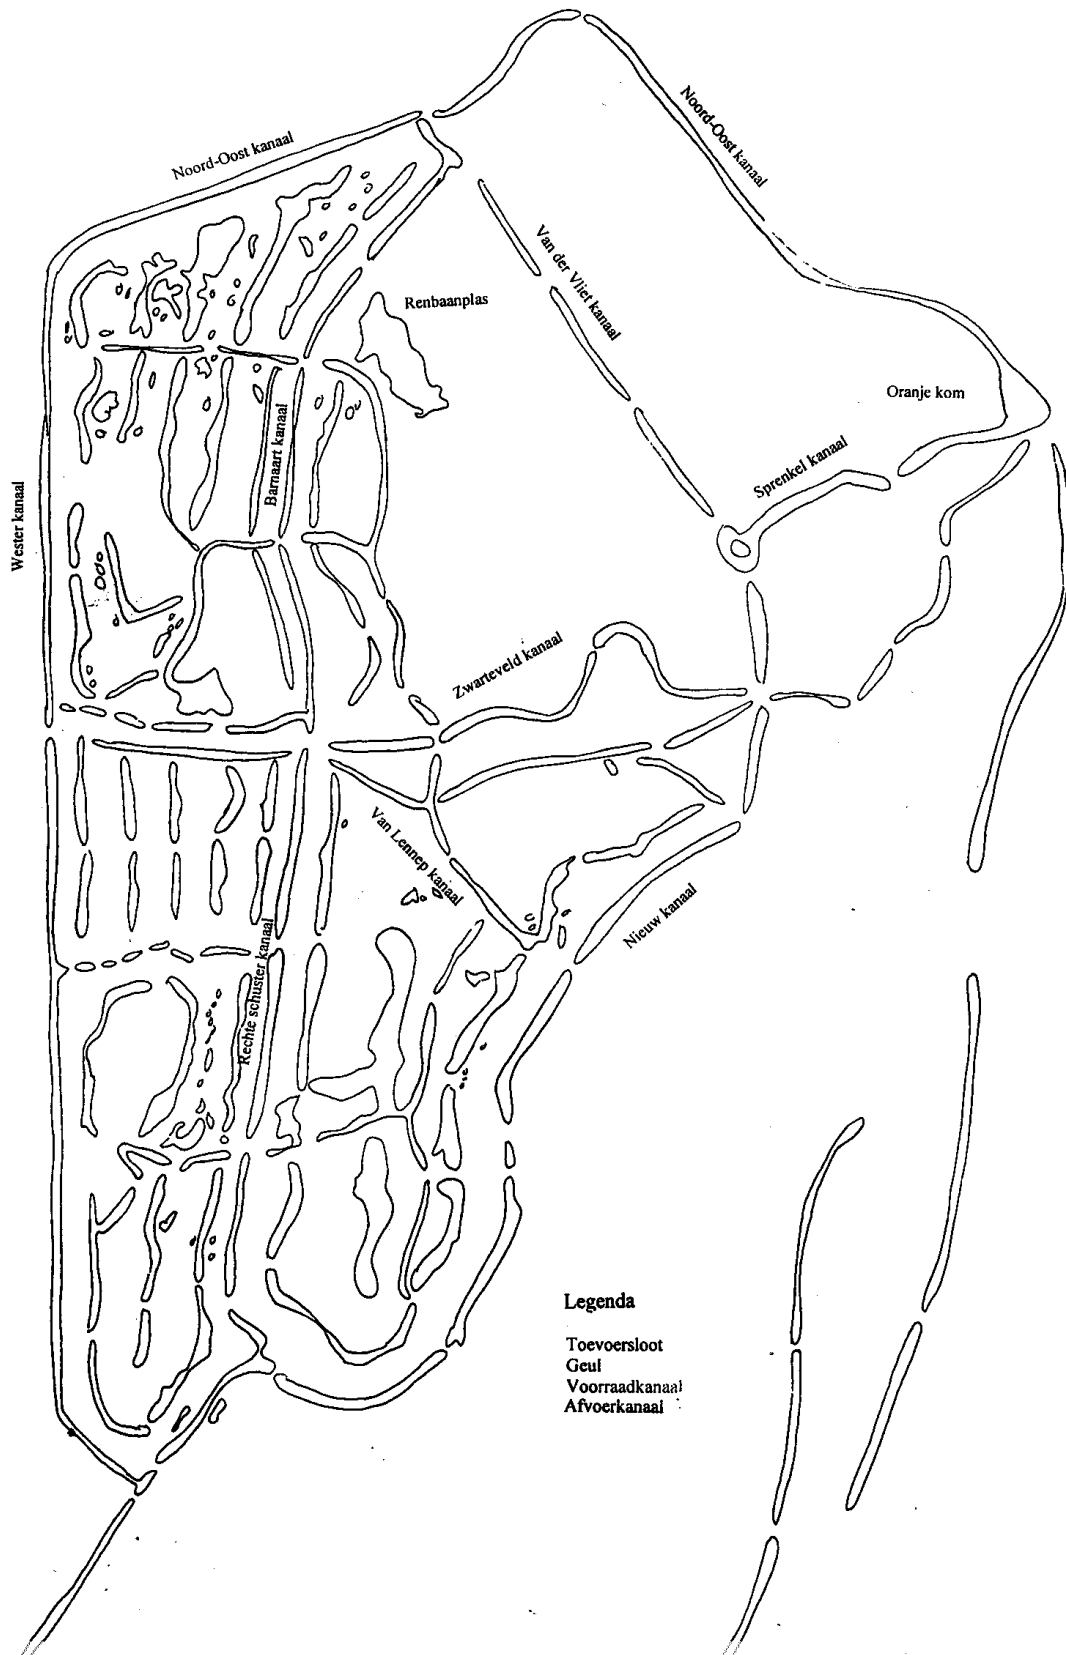 Noord-Oost kanaal
Noord-Oost kanaal
Van der Vliet kanaal
Renbaanplas
Oranje kom
Barnaart kanaal
Sprenkel kanaal
Wester kanaal
Zwarteveld kanaal
Van Lennep kanaal
Nieuw kanaal
Rechte schuster kanaal
Legenda
Toevoersloot
Geul
Voorraadkanaal
Afvoerkanaal